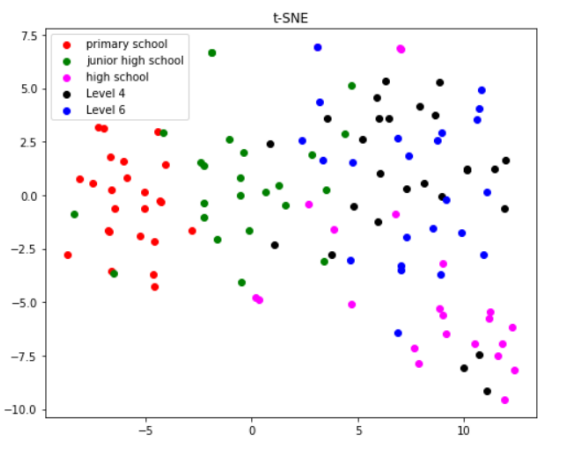 t-SNE
primary school
junior high school
high school
Level 4
Level 6
7.5
5.0
2.5
0.0
−2.5
−5.0
−7.5
−10.0
−5 0 5 10